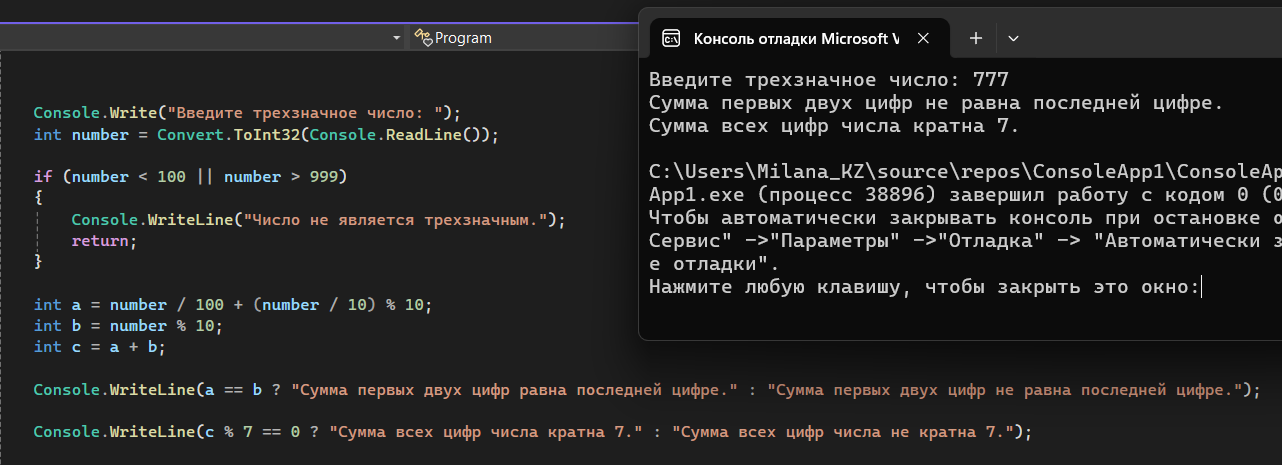 Program
Console.Write("Введите трехзначное число: ");
int number = Convert.ToInt32(Console.ReadLine());
if (number < 100 || number > 999)
{
Console.WriteLine("Число не является трехзначным.");
return;
}
int a = number / 100 + (number / 10) % 10;
int b = number % 10;
int c = a + b;
Console.WriteLine(a == b ? "Сумма первых двух цифр равна последней цифре." : "Сумма первых двух цифр не равна последней цифре.");
Console.WriteLine(c % 7 == 0 ? "Сумма всех цифр числа кратна 7." : "Сумма всех цифр числа не кратна 7.");
Консоль отладки Microsoft V
Введите трехзначное число: 777
Сумма первых двух цифр не равна последней цифре.
Сумма всех цифр числа кратна 7.
C:\Users\Milana_KZ\source\repos\ConsoleApp1\ConsoleAp
App1.exe (процесс 38896) завершил работу с кодом 0 (0
Чтобы автоматически закрывать консоль при остановке о
Сервис" ->"Параметры" ->"Отладка" -> "Автоматически з
е отладки".
Нажмите любую клавишу, чтобы закрыть это окно: